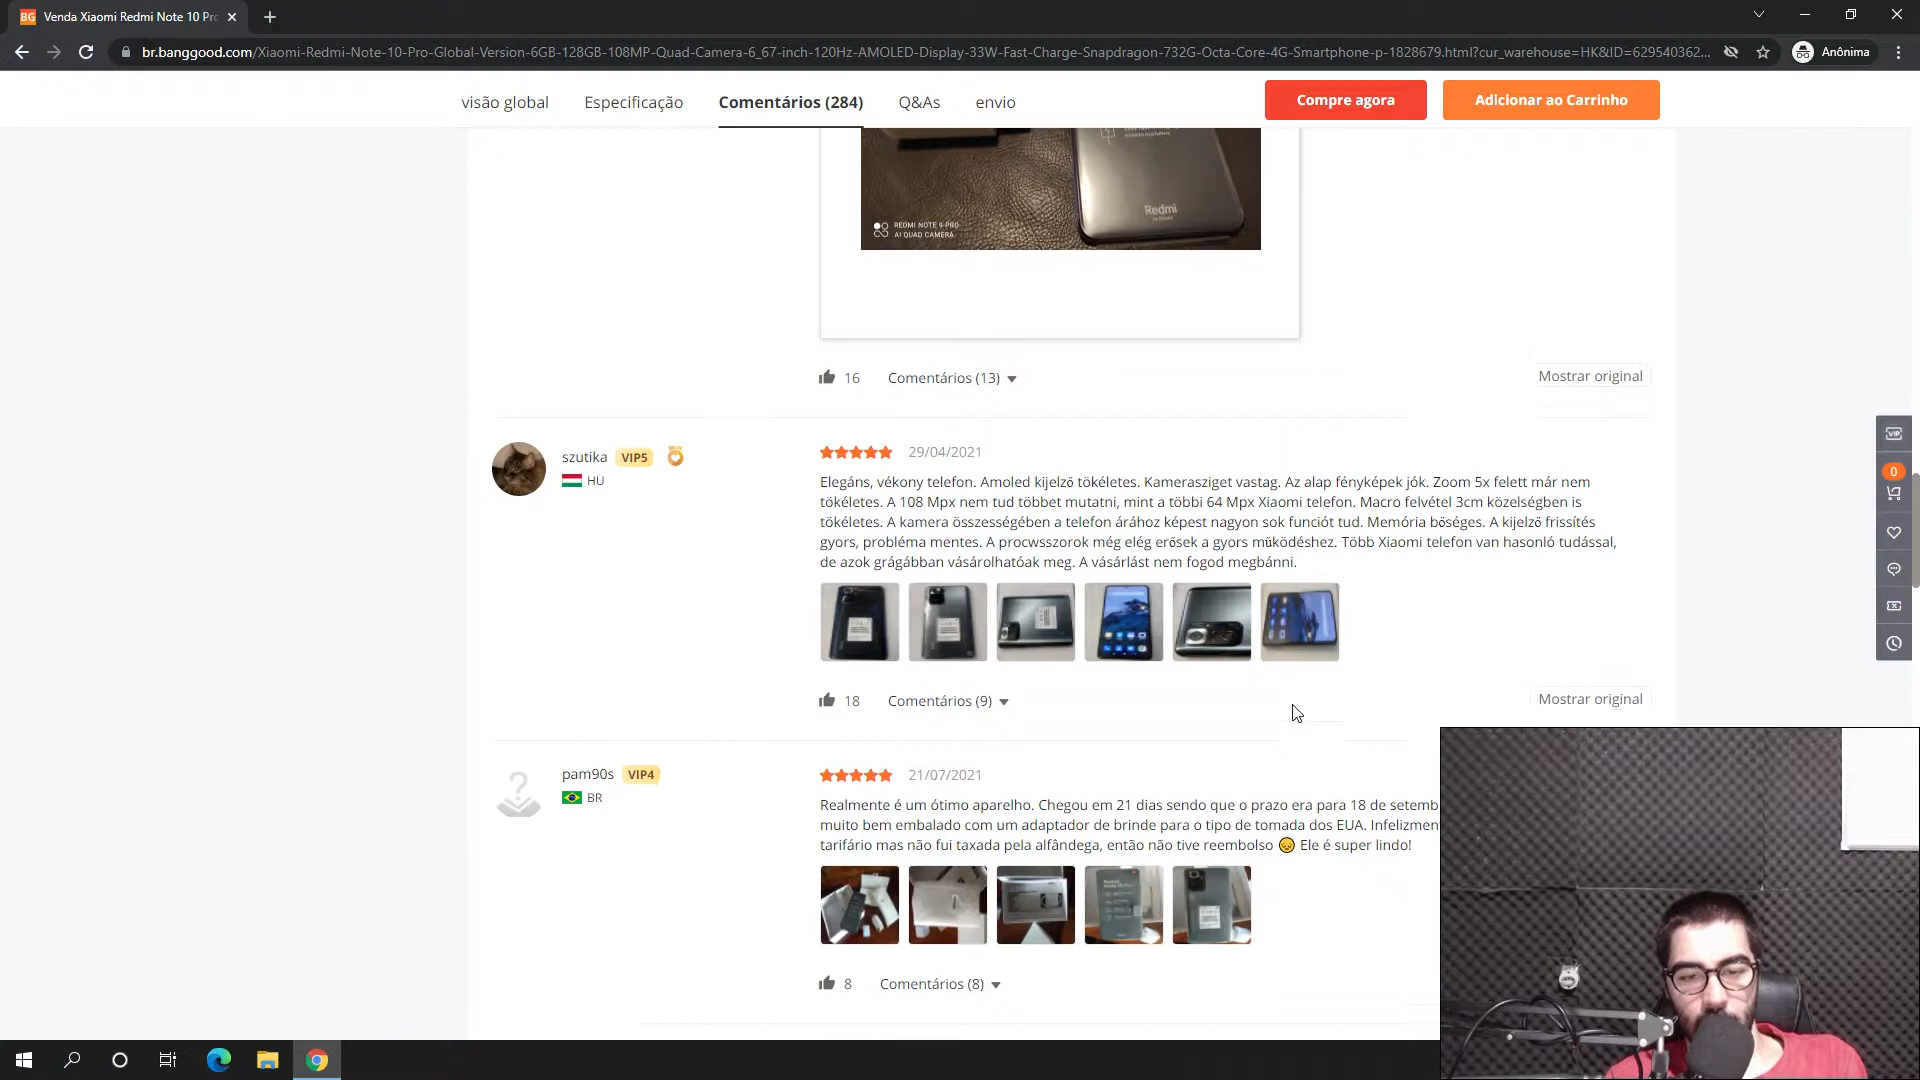 BG Venda Xiaomi Redmi Note 10 Pr
br.banggood.com/Xiaomi-Redmi-Note-10-Pro-Global-Version-6GB-128GB-108MP-Quad-Camera-6_67-inch-120Hz-AMOLED-Display-33W-Fast-Charge-Snapdragon-732G-Octa-Core-4G-Smartphone-p-1828679.html?cur_warehouse=HK&ID=629540362...
Anônima
visão global Especificação Comentários (284) Q&As envio Compre agora Adicionar ao Carrinho
Redmi
REDMI NOTE 9 PRO
AI QUAD CAMERA
16 Comentários (13) Mostrar original
VIP
0
szutika VIP5
HU
29/04/2021
Elegáns, vékony telefon. Amoled kijelző tökéletes. Kamerasziget vastag. Az alap fényképek jók. Zoom 5x felett már nem
tökéletes. A 108 Mpx nem tud többet mutatni, mint a többi 64 Mpx Xiaomi telefon. Macro felvétel 3cm közelségben is
tökéletes. A kamera összességében a telefon árához képest nagyon sok funciót tud. Memória bőséges. A kijelző frissítés
gyors, probléma mentes. A procwsszorok még elég erősek a gyors működéshez. Több Xiaomi telefon van hasonló tudással,
de azok grágábban vásárolhatóak meg. A vásárlást nem fogod megbánni.
18 Comentários (9) Mostrar original
pam90s VIP4
BR
21/07/2021
Realmente é um ótimo aparelho. Chegou em 21 dias sendo que o prazo era para 18 de setemb
muito bem embalado com um adaptador de brinde para o tipo de tomada dos EUA. Infelizment
tarifário mas não fui taxada pela alfândega, então não tive reembolso 😞 Ele é super lindo!
8 Comentários (8)